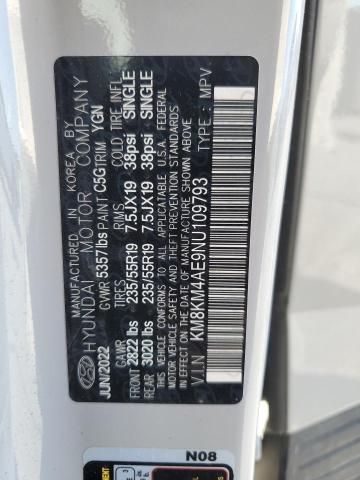 MANUFACTURED IN KOREA BY
HYUNDAI MOTOR COMPANY
JUN/2022 GVWR 5357 lbs PAINT C5G TRIM YGN
GAWR TIRES RIMS COLD TIRE INFL
FRONT 2822 lbs 235/55R19 7.5JX19 38psi SINGLE
REAR 3020 lbs 235/55R19 7.5JX19 38psi SINGLE
THIS VEHICLE CONFORMS TO ALL APPLICABLE U.S.A. FEDERAL
MOTOR VEHICLE SAFETY AND THEFT PREVENTION STANDARDS
IN EFFECT ON THE DATE OF MANUFACTURE SHOWN ABOVE.
V.I.N : KM8KM4AE9NU109793 TYPE : MPV
N08